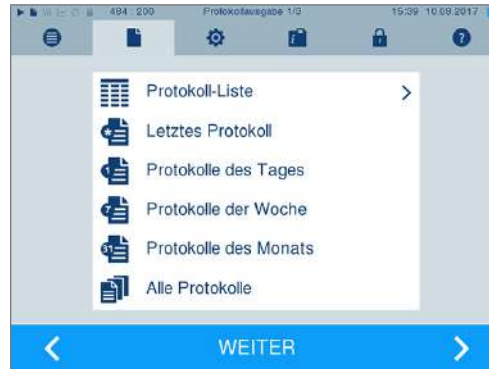 484 : 200 Protokollausgabe 1/3 15:39 10.08.2017
Protokoll-Liste
Letztes Protokoll
Protokolle des Tages
Protokolle der Woche
Protokolle des Monats
Alle Protokolle
WEITER